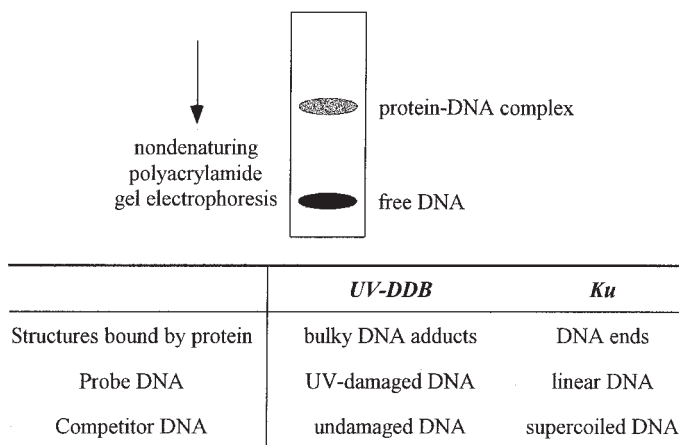 protein-DNA complex
nondenaturing
polyacrylamide
gel electrophoresis
free DNA
UV-DDB Ku
Structures bound by protein bulky DNA adducts DNA ends
Probe DNA UV-damaged DNA linear DNA
Competitor DNA undamaged DNA supercoiled DNA